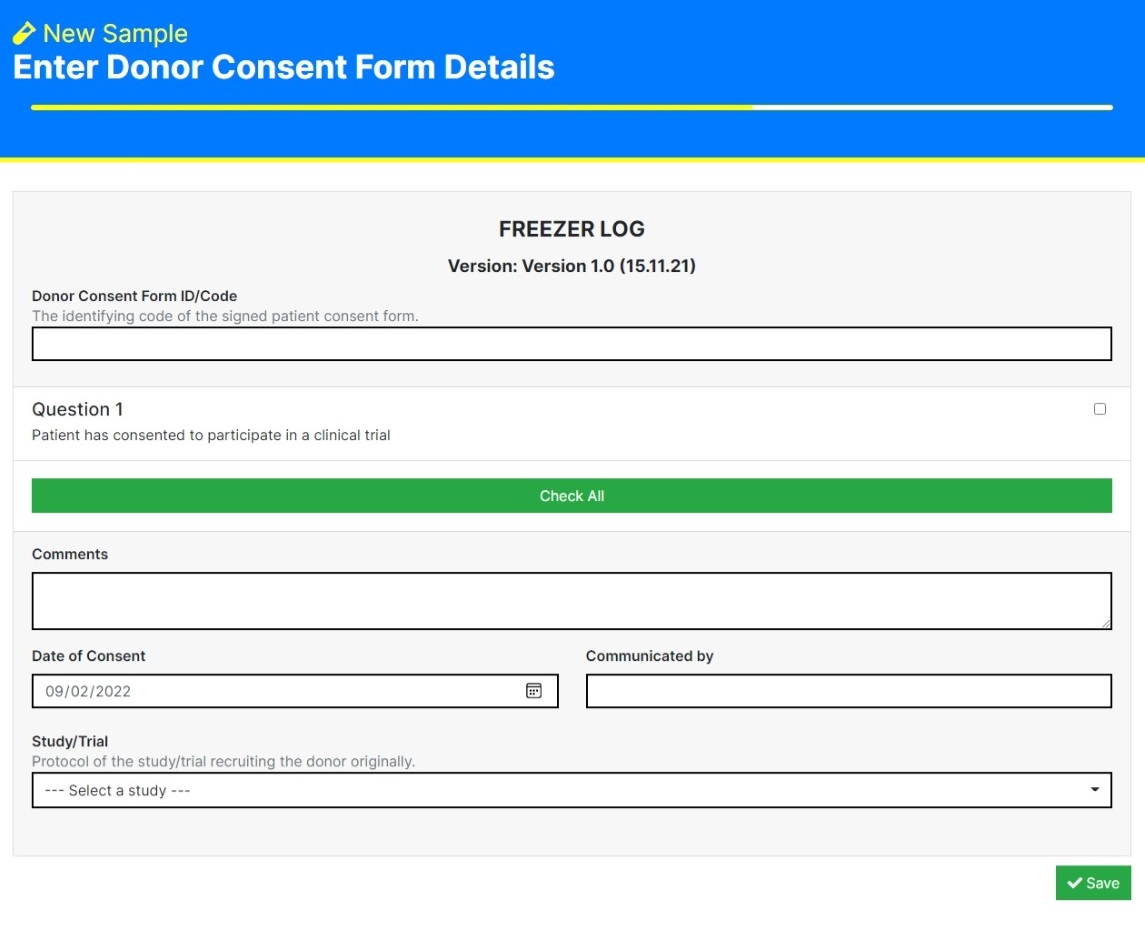 New Sample
Enter Donor Consent Form Details
FREEZER LOG
Version: Version 1.0 (15.11.21)
Donor Consent Form ID/Code
The identifying code of the signed patient consent form.
Question 1
Patient has consented to participate in a clinical trial
Check All
Comments
Date of Consent
Communicated by
09/02/2022
Study/Trial
Protocol of the study/trial recruiting the donor originally.
--- Select a study ---
Save